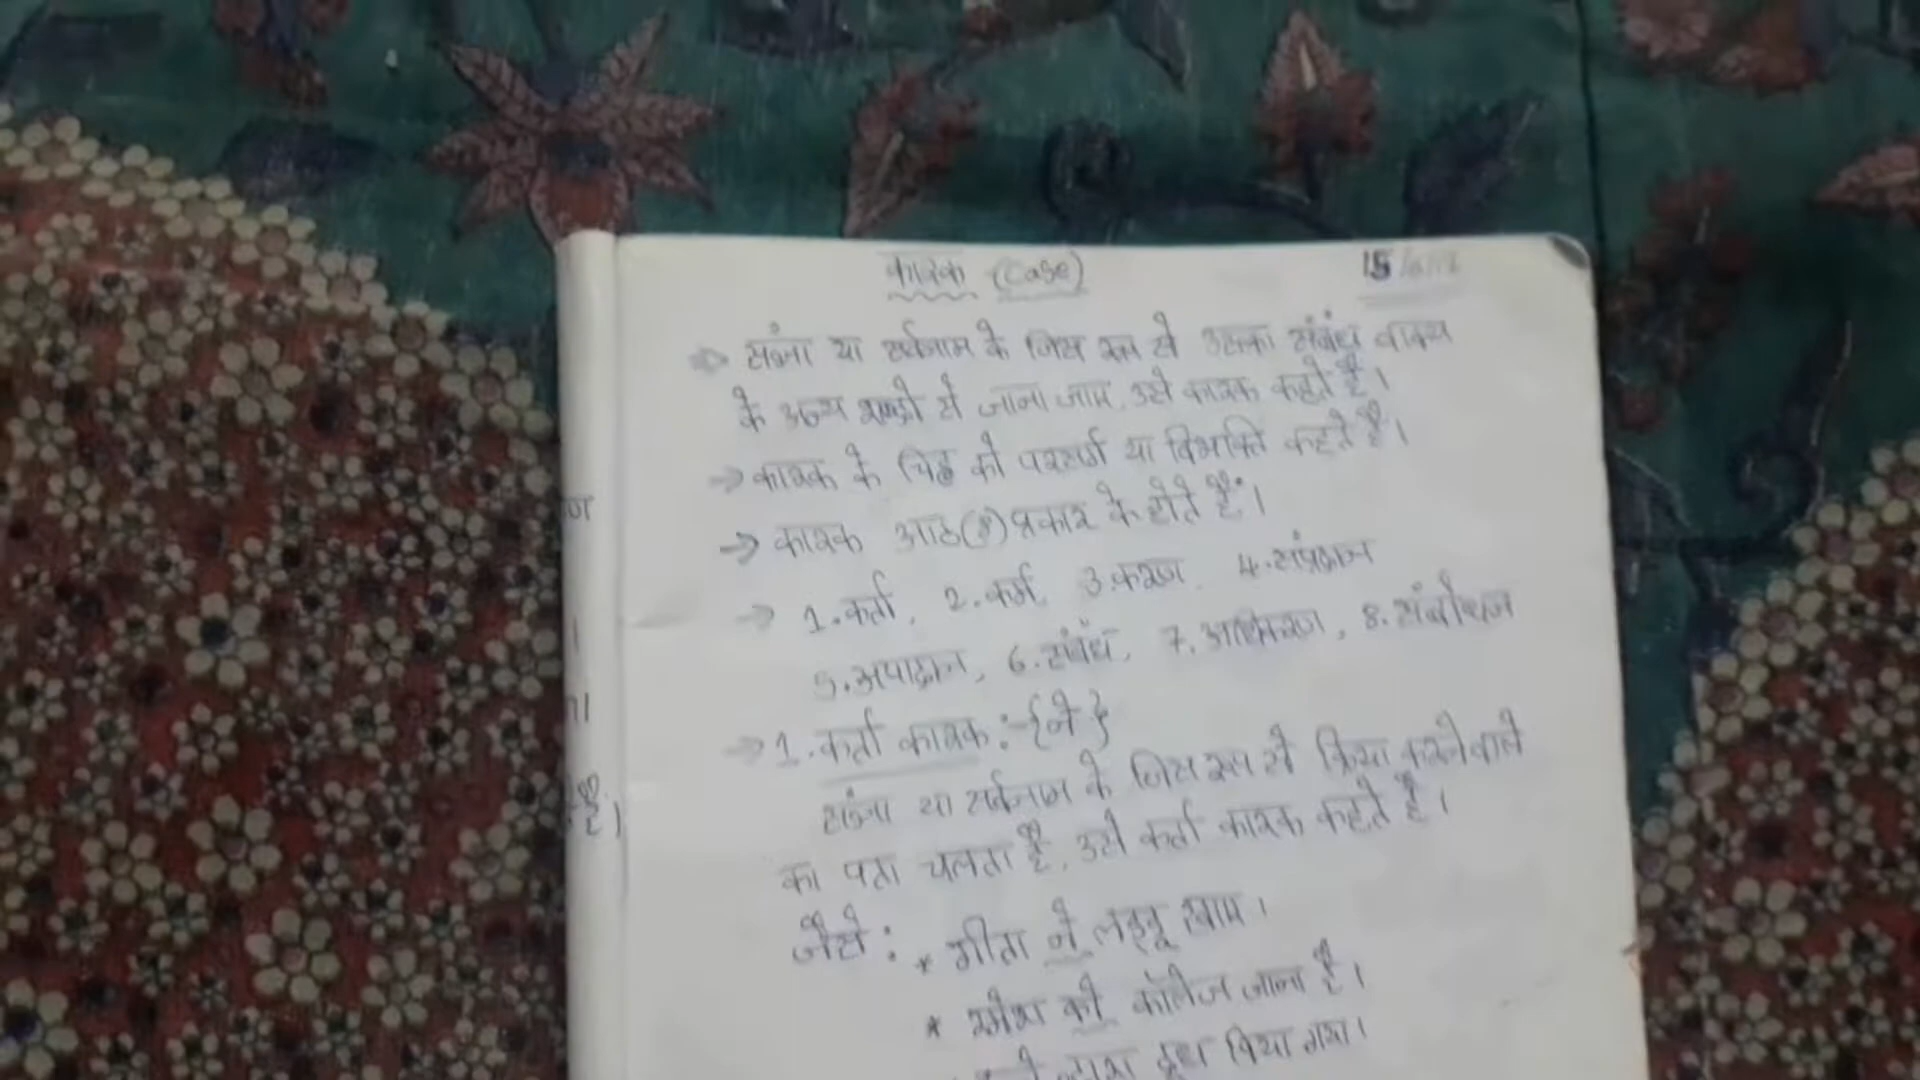 कारक (Case) 15
संज्ञा या सर्वनाम के जिस रूप से उसका संबंध वाक्य
के अन्य शब्दों से जाना जाए, उसे कारक कहते हैं।
→ कारक के चिह्न को परसर्ग या विभक्ति कहते हैं।
→ कारक आठ(8) प्रकार के होते हैं।
→ 1.कर्ता, 2.कर्म, 3.करण, 4.संप्रदान
5.अपादान, 6.संबंध, 7.अधिकरण, 8.संबोधन
→ 1.कर्ता कारक:-{ने}
संज्ञा या सर्वनाम के जिस रूप से क्रिया करने वाले
का पता चलता है, उसे कर्ता कारक कहते हैं।
जैसे: * गीता ने लड्डू खाए।
* रमेश को कॉलेज जाना है।
द्वारा दूध पिया गया।